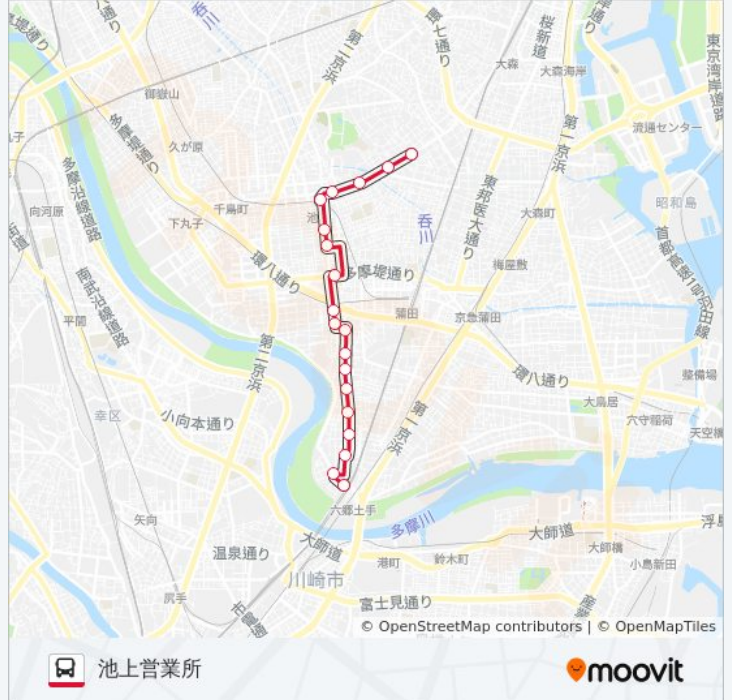 呑川
環七通り
桜新道
第二京浜
大森
大森海岸
東京湾岸道路
御嶽山
多摩堤通り
久が原
第一京浜
流通センター
多摩沿線道路
千鳥町
池
向河原
下丸子
呑川
東邦医大通り
大森町
昭和島
首都高速1号羽田線
環八通り
多摩堤通り
梅屋敷
南武沿線道路
平間
蒲田
京急蒲田
第二京浜
整備場
環八通り
幸区
小向本通り
第一京浜
大鳥居
穴守稲荷
天空橋
六郷土手
矢向
多摩川
浮島
温泉通り
大師道
大師道
大師橋
港町
鈴木町
小島新田
川崎市
尻手
富士見通り
© OpenStreetMap contributors | © OpenMapTiles
池上営業所
moovit